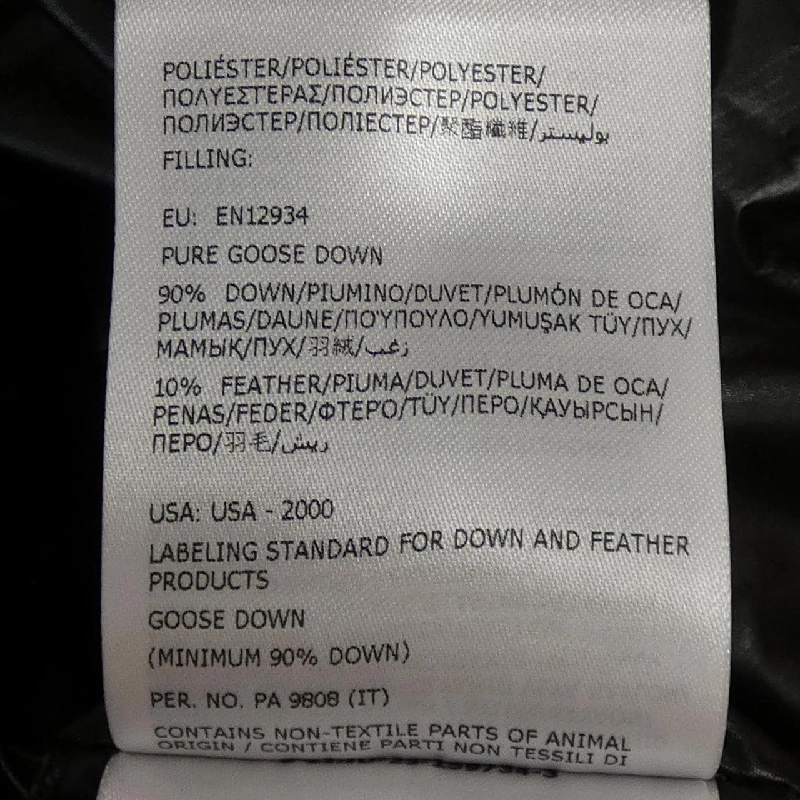 POLIÉSTER/POLIÉSTER/POLYESTER/
ΠΟΛΥΕΣΤΕΡΑΣ/ПОЛИЭСТЕР/POLYESTER/
ПОЛИЭСТЕР/ПОЛІЕСТЕР/聚酯纖維/بوليستر
FILLING:
EU: EN12934
PURE GOOSE DOWN
90% DOWN/PIUMINO/DUVET/PLUMÓN DE OCA/
PLUMAS/DAUNE/ΠΟΎΠΟΥΛΟ/YUMUŞAK TÜY/ПУХ/
МАМЫҚ/ПУХ/羽絨/زغب
10% FEATHER/PIUMA/DUVET/PLUMA DE OCA/
PENAS/FEDER/ΦΤΕΡΌ/TÜY/ПЕРО/ҚАУЫРСЫН/
ПЕРО/羽毛/ريش
USA: USA - 2000
LABELING STANDARD FOR DOWN AND FEATHER
PRODUCTS
GOOSE DOWN
(MINIMUM 90% DOWN)
PER. NO. PA 9808 (IT)
CONTAINS NON-TEXTILE PARTS OF ANIMAL
ORIGIN / CONTIENE PARTI NON TESSILI DI